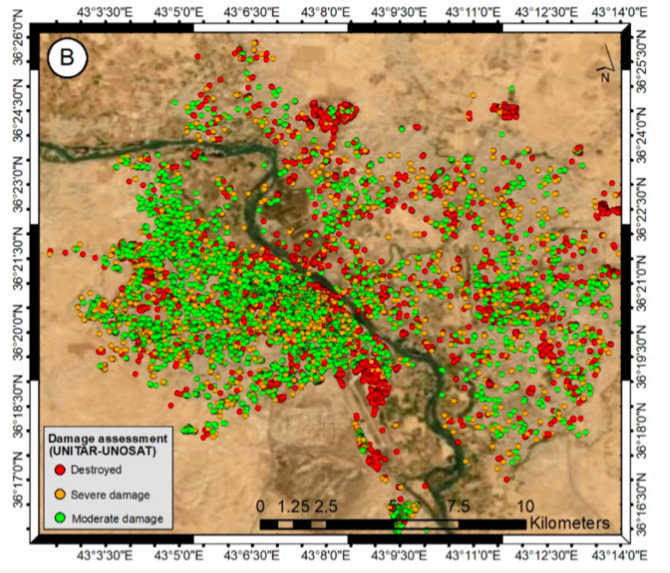 43°3'30"E 43°5'0"E 43°6'30"E 43°8'0"E 43°9'30"E 43°11'0"E 43°12'30"E 43°14'0"E
B
N
36°26'0"N
36°24'30"N
36°23'0"N
36°21'30"N
36°20'0"N
36°18'30"N
36°17'0"N
36°25'30"N
36°24'0"N
36°22'30"N
36°21'0"N
36°19'30"N
36°18'0"N
36°16'30"N
Damage assessment
(UNITAR-UNOSAT)
Destroyed
Severe damage
Moderate damage
0 1.25 2.5 5 7.5 10
Kilometers
43°3'30"E 43°5'0"E 43°6'30"E 43°8'0"E 43°9'30"E 43°11'0"E 43°12'30"E 43°14'0"E